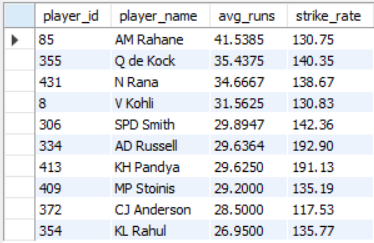 player_id player_name avg_runs strike_rate
85 AM Rahane 41.5385 130.75
355 Q de Kock 35.4375 140.35
431 N Rana 34.6667 138.67
8 V Kohli 31.5625 130.83
306 SPD Smith 29.8947 142.36
334 AD Russell 29.6364 192.90
413 KH Pandya 29.6250 191.13
409 MP Stoinis 29.2000 135.19
372 CJ Anderson 28.5000 117.53
354 KL Rahul 26.9500 135.77